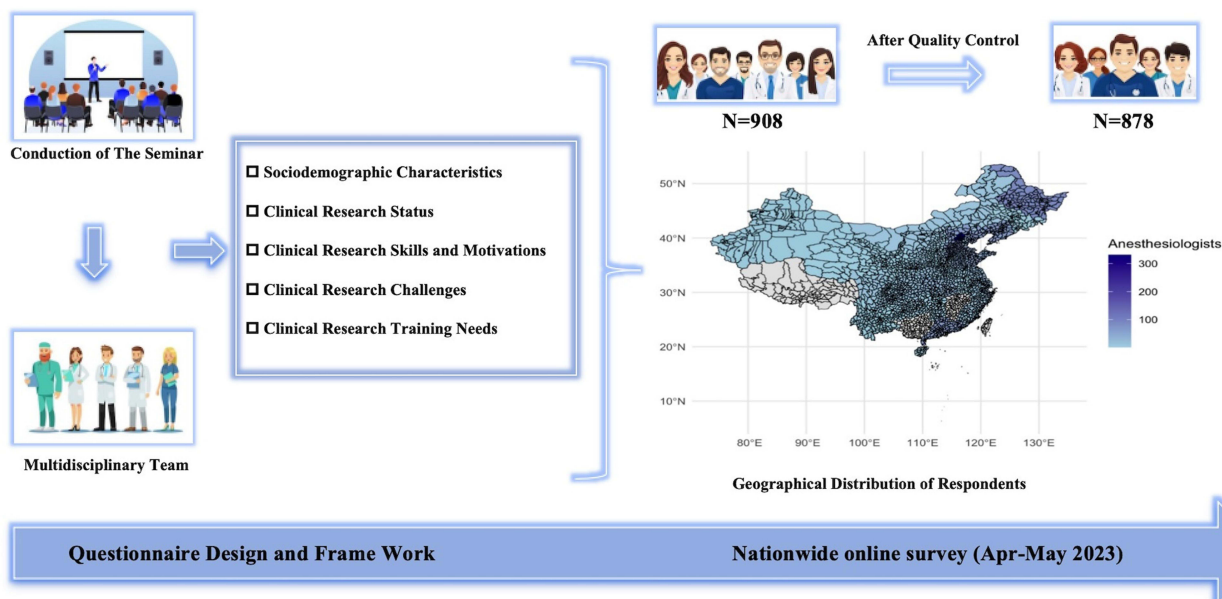 Conduction of The Seminar
Multidisciplinary Team
Sociodemographic Characteristics
Clinical Research Status
Clinical Research Skills and Motivations
Clinical Research Challenges
Clinical Research Training Needs
After Quality Control
N=908
N=878
50°N
40°N
30°N
20°N
10°N
80°E
90°E
100°E
110°E
120°E
130°E
Anesthesiologists
300
200
100
Geographical Distribution of Respondents
Questionnaire Design and Frame Work
Nationwide online survey (Apr-May 2023)